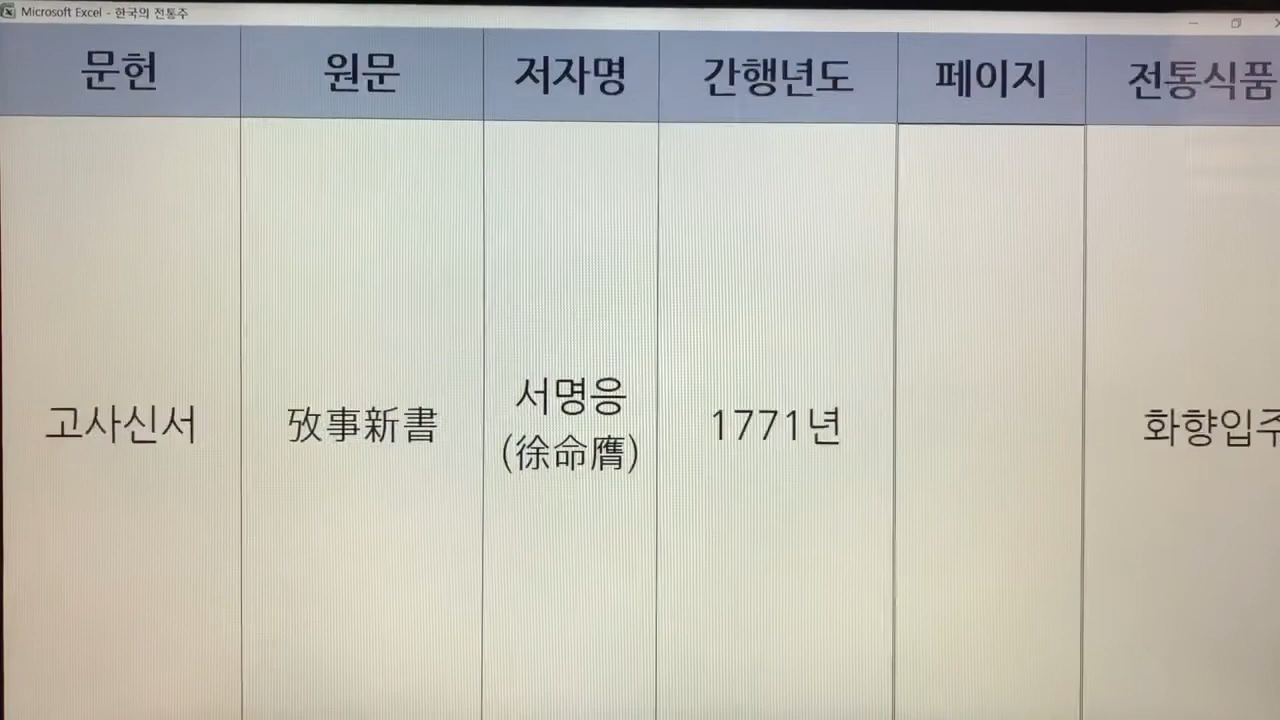 Microsoft Excel - 한국의 전통주
문헌 원문 저자명 간행년도 페이지 전통식품
고사신서 攷事新書 서명응 (徐命膺) 1771년 화향입주